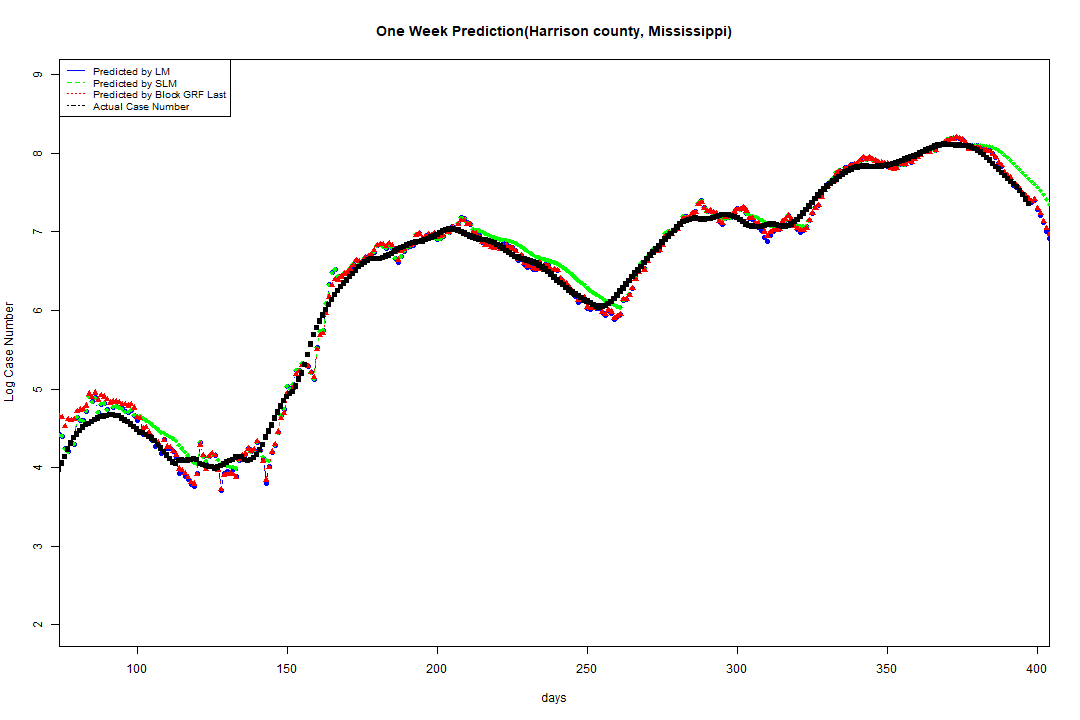 One Week Prediction(Harrison county, Mississippi)
Predicted by LM
Predicted by SLM
Predicted by Block GRF Last
Actual Case Number
9
8
7
6
5
4
3
2
Log Case Number
100 150 200 250 300 350 400
days